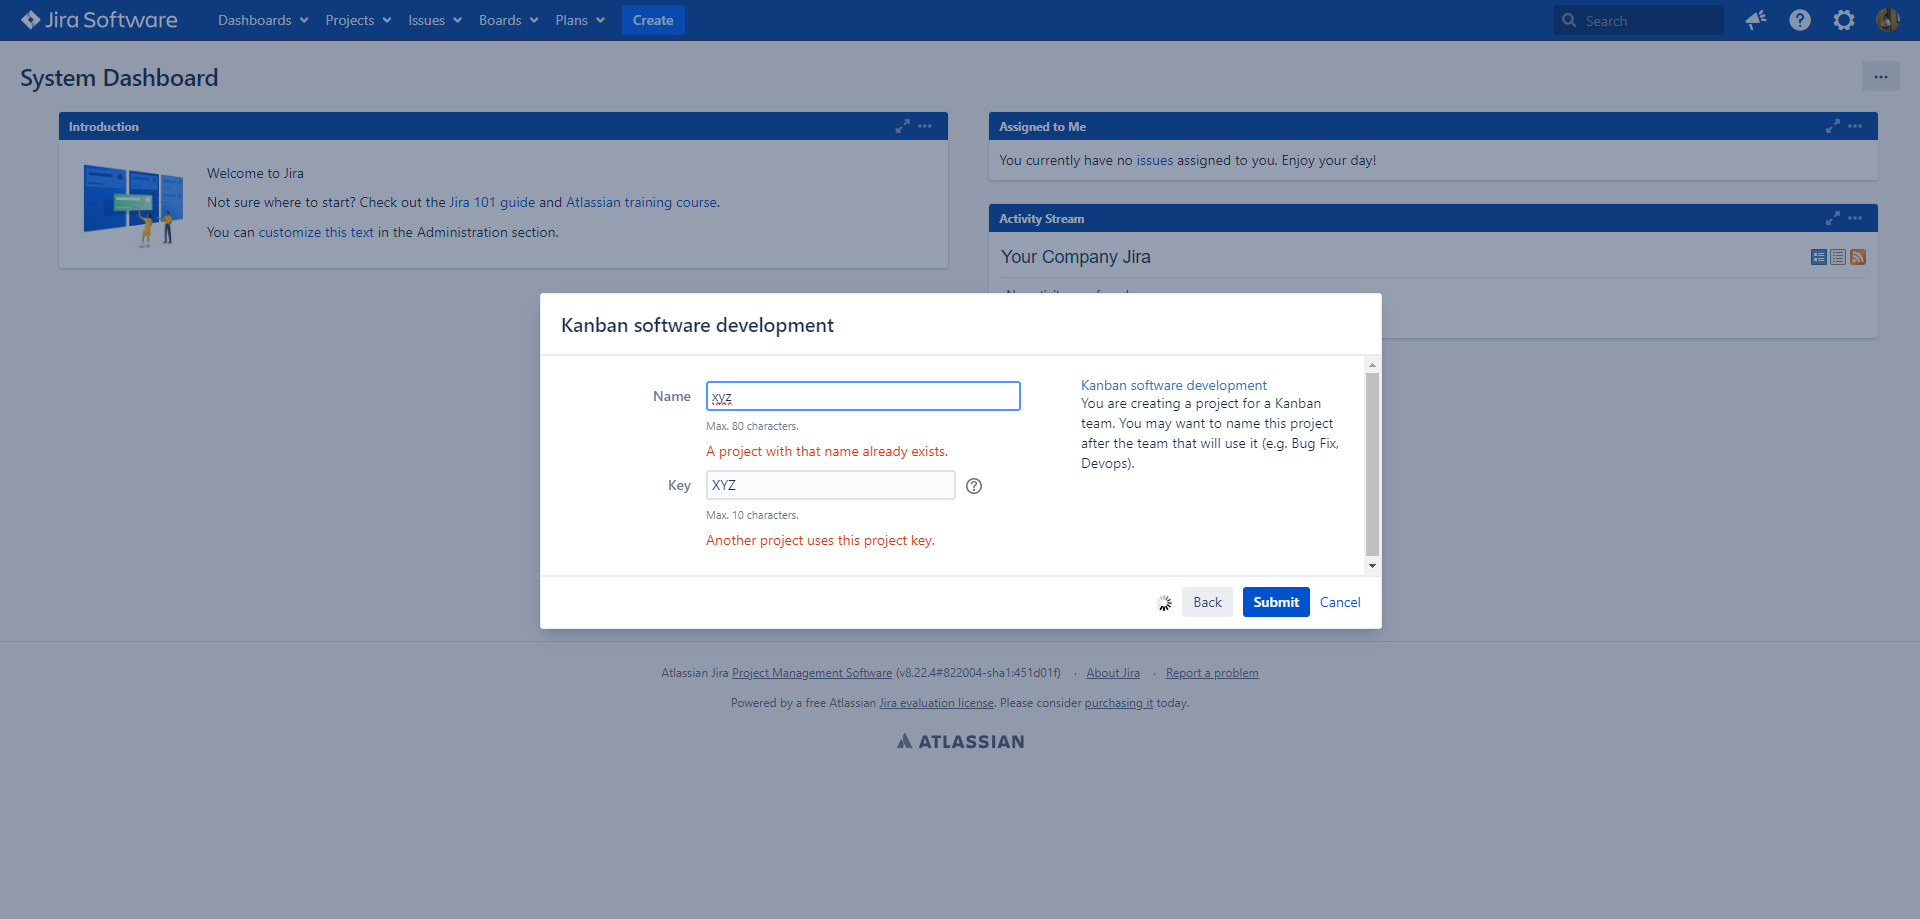 Jira Software Dashboards Projects Issues Boards Plans Create Search
System Dashboard
Introduction
Welcome to Jira
Not sure where to start? Check out the Jira 101 guide and Atlassian training course.
You can customize this text in the Administration section.
Assigned to Me
You currently have no issues assigned to you. Enjoy your day!
Activity Stream
Your Company Jira
Kanban software development
Name xyz
Max. 80 characters.
A project with that name already exists.
Key XYZ
Max. 10 characters.
Another project uses this project key.
Kanban software development
You are creating a project for a Kanban
team. You may want to name this project
after the team that will use it (e.g. Bug Fix,
Devops).
Back Submit Cancel
Atlassian Jira Project Management Software (v8.22.4#822004-sha1:451d01f) · About Jira · Report a problem
Powered by a free Atlassian Jira evaluation license. Please consider purchasing it today.
ATLASSIAN